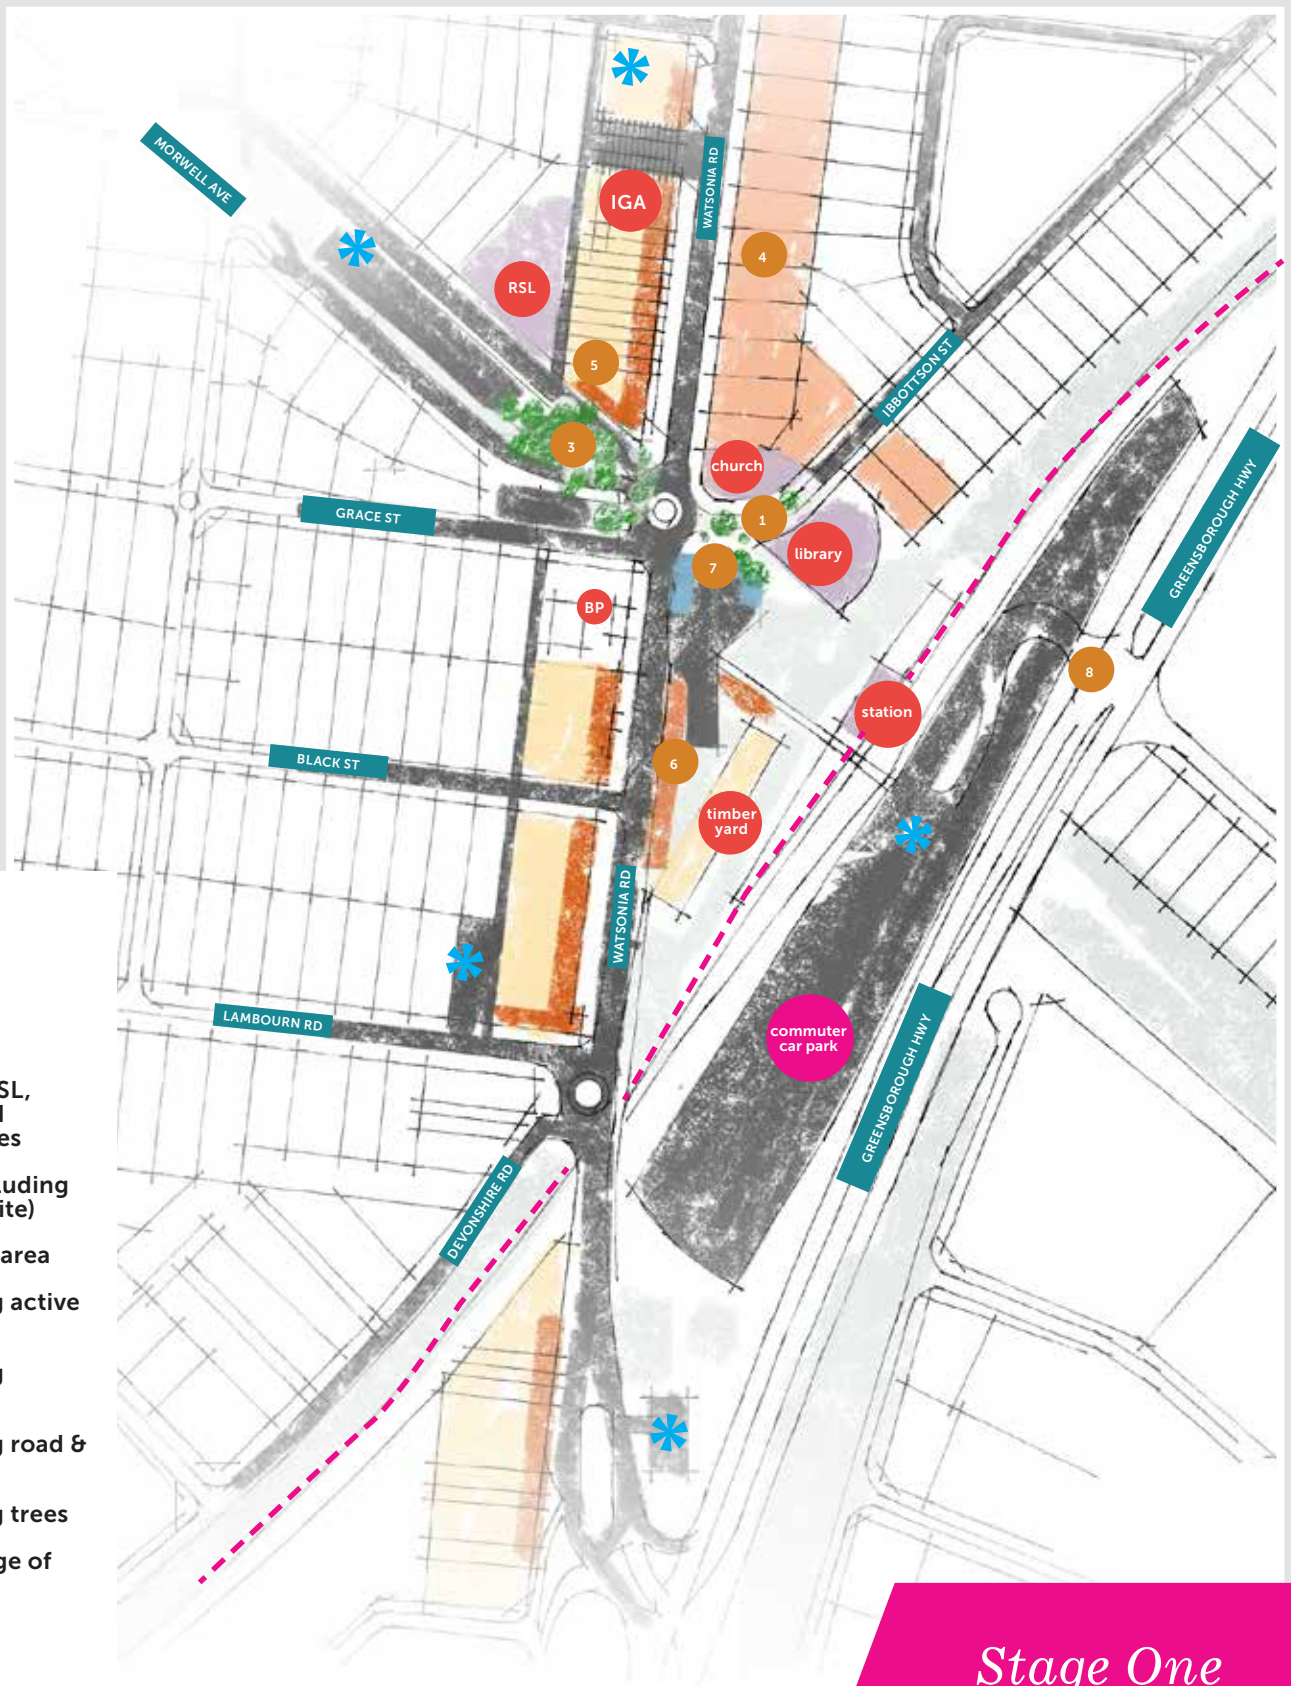 MORWELL AVE
WATSONIA RD
IGA
RSL
4
5
3
IBBOTTSON ST
church
1
library
7
GRACE ST
GREENSBOROUGH HWY
BP
8
station
6
BLACK ST
timber
yard
WATSONIA RD
LAMBOURN RD
commuter
car park
GREENSBOROUGH HWY
DEVONSHIRE RD
SL,
es
luding
ite)
area
g active
g
g road &
g trees
ge of
Stage One